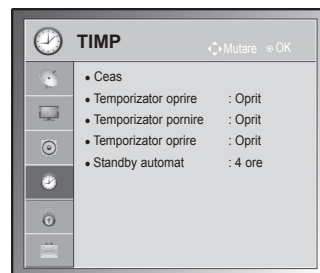 TIMP
Mutare OK
• Ceas
• Temporizator oprire : Oprit
• Temporizator pornire : Oprit
• Temporizator oprire : Oprit
• Standby automat : 4 ore